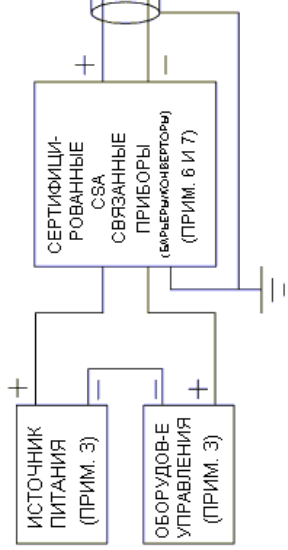 ИСТОЧНИК
ПИТАНИЯ
(ПРИМ. 3)
+
−
−
+
ОБОРУДОВ-Е
УПРАВЛЕНИЯ
(ПРИМ. 3)
СЕРТИФИЦИ-
РОВАННЫЕ
CSA
СВЯЗАННЫЕ
ПРИБОРЫ
(БАРЬЕРЫ/КОНВЕРТОРЫ)
(ПРИМ. 6 И 7)
+
−